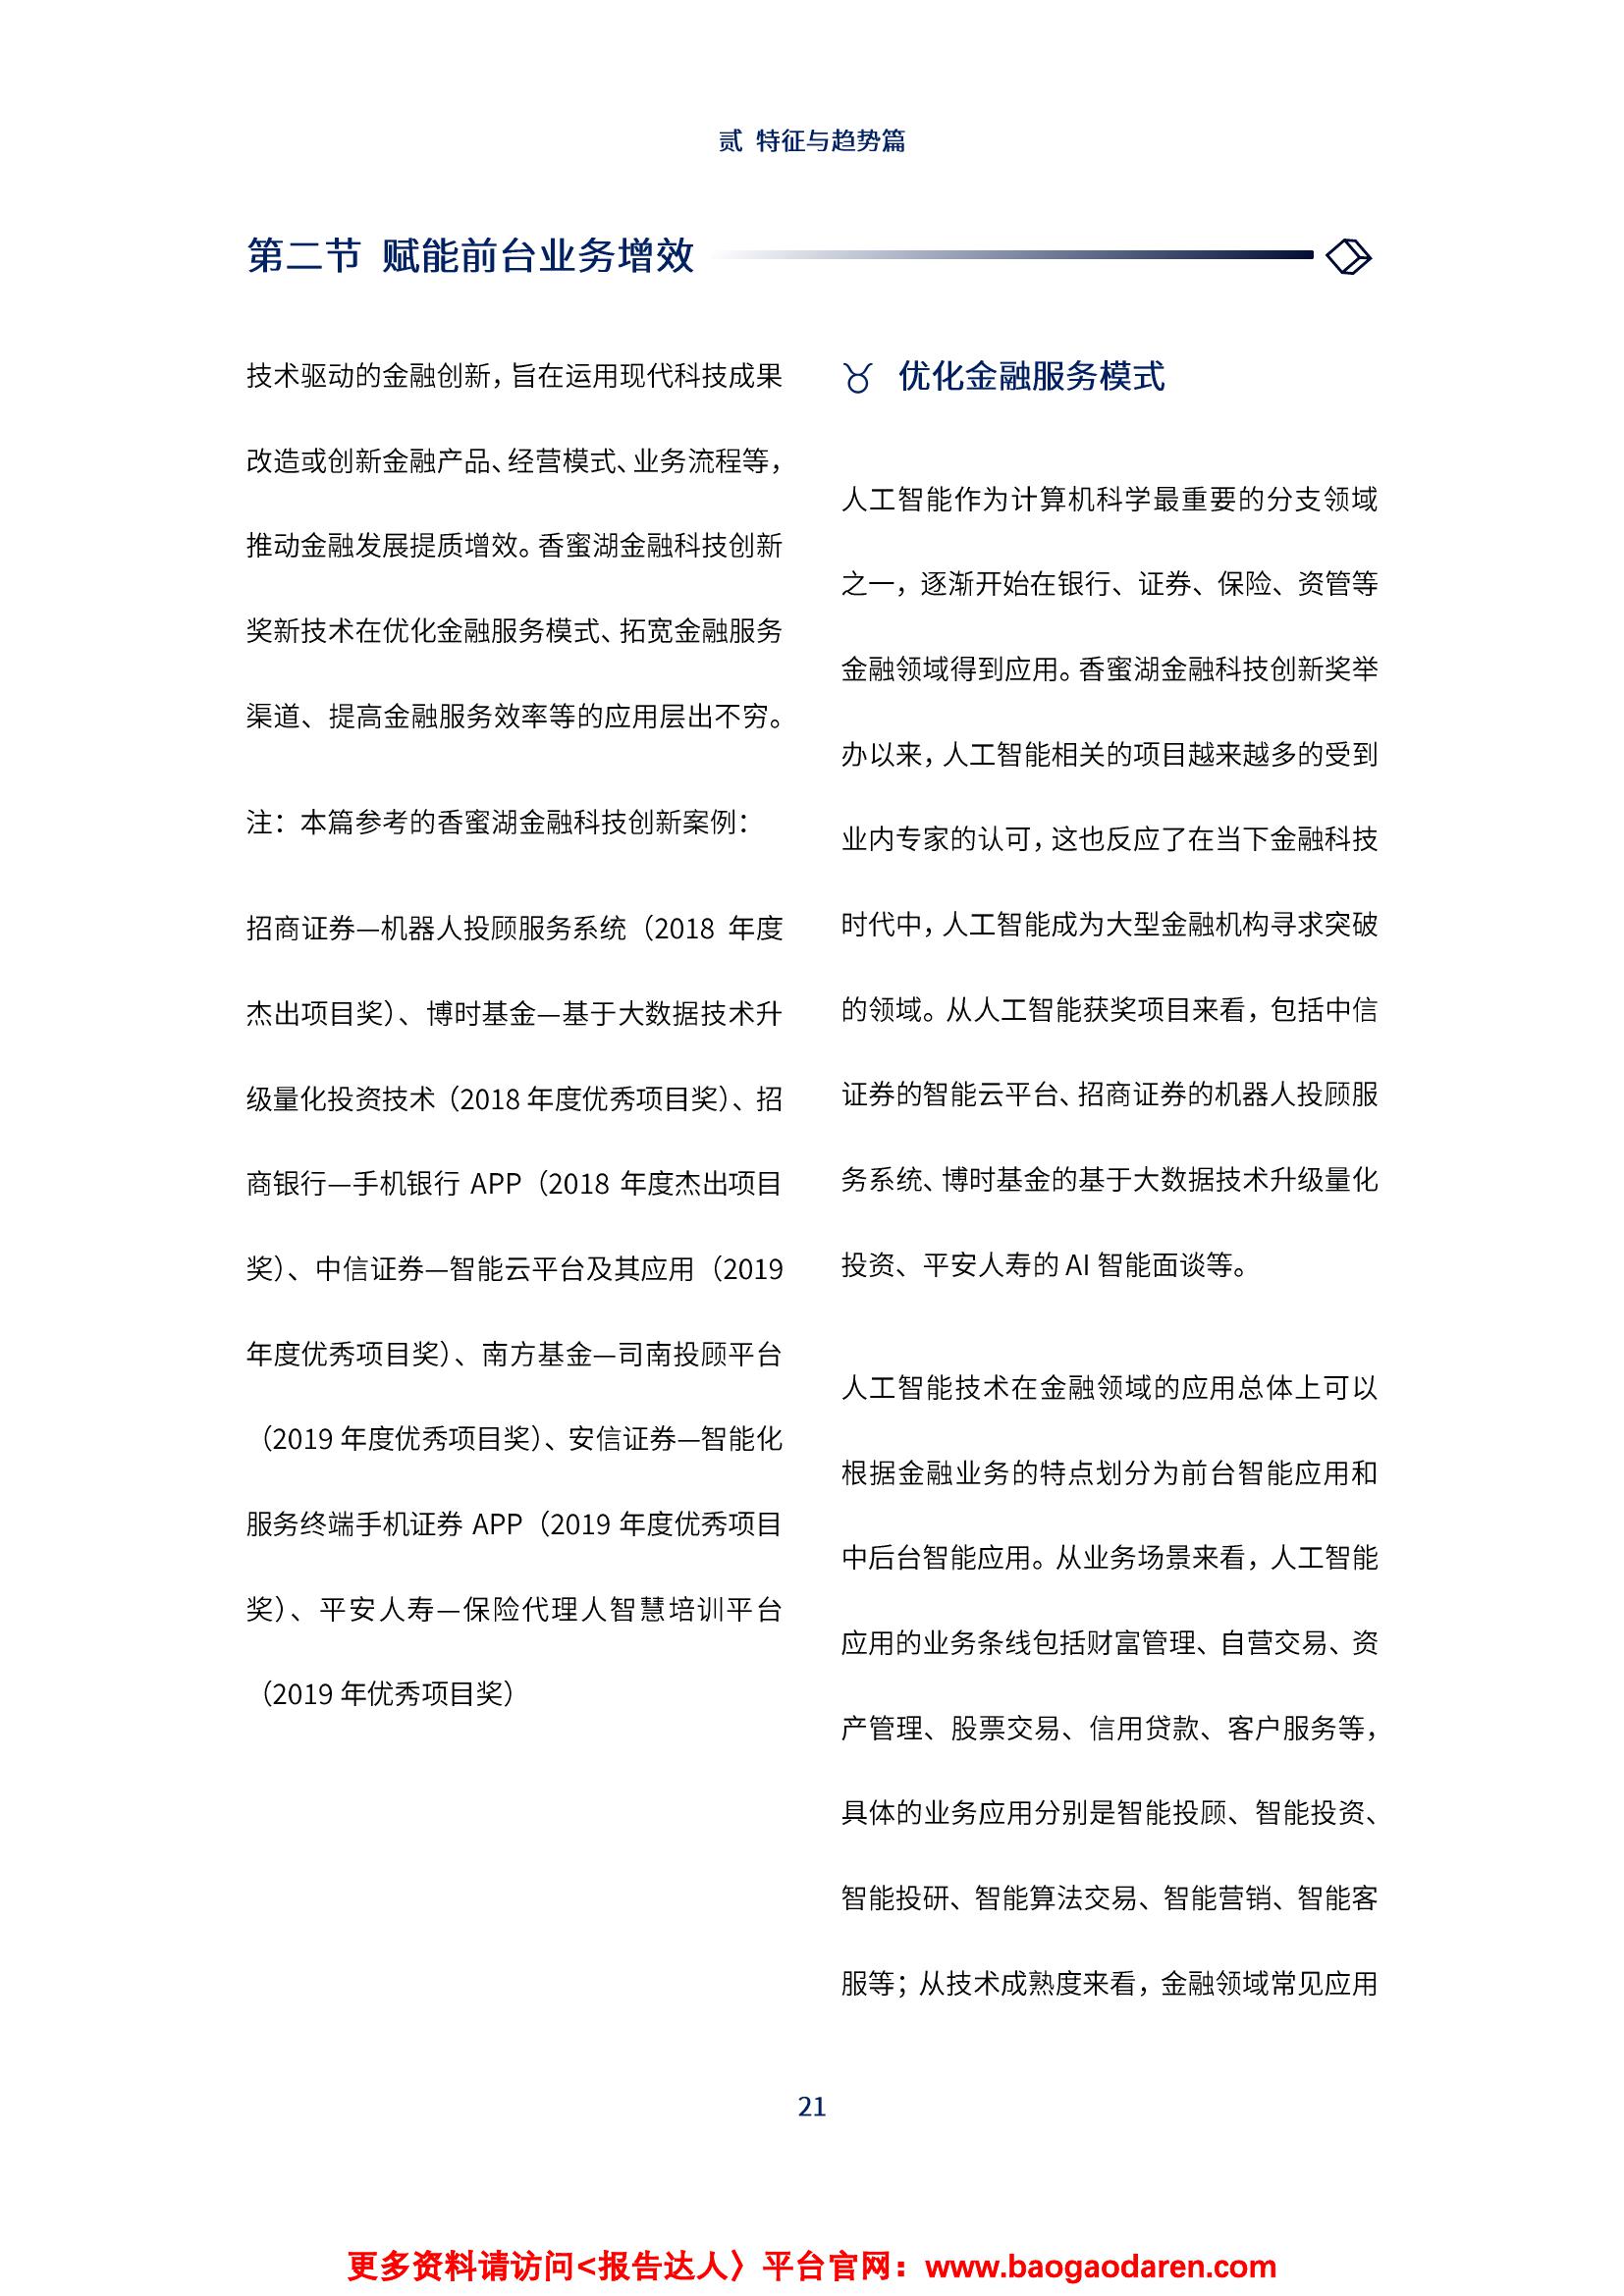 贰 特征与趋势篇
第二节 赋能前台业务增效
技术驱动的金融创新，旨在运用现代科技成果
改造或创新金融产品、经营模式、业务流程等，
推动金融发展提质增效。香蜜湖金融科技创新
奖新技术在优化金融服务模式、拓宽金融服务
渠道、提高金融服务效率等的应用层出不穷。
注：本篇参考的香蜜湖金融科技创新案例：
招商证券—机器人投顾服务系统（2018 年度
杰出项目奖）、博时基金—基于大数据技术升
级量化投资技术（2018 年度优秀项目奖）、招
商银行—手机银行 APP（2018 年度杰出项目
奖）、中信证券—智能云平台及其应用（2019
年度优秀项目奖）、南方基金—司南投顾平台
（2019 年度优秀项目奖）、安信证券—智能化
服务终端手机证券 APP（2019 年度优秀项目
奖）、平安人寿—保险代理人智慧培训平台
（2019 年优秀项目奖）
♉ 优化金融服务模式
人工智能作为计算机科学最重要的分支领域
之一，逐渐开始在银行、证券、保险、资管等
金融领域得到应用。香蜜湖金融科技创新奖举
办以来，人工智能相关的项目越来越多的受到
业内专家的认可，这也反应了在当下金融科技
时代中，人工智能成为大型金融机构寻求突破
的领域。从人工智能获奖项目来看，包括中信
证券的智能云平台、招商证券的机器人投顾服
务系统、博时基金的基于大数据技术升级量化
投资、平安人寿的 AI 智能面谈等。
人工智能技术在金融领域的应用总体上可以
根据金融业务的特点划分为前台智能应用和
中后台智能应用。从业务场景来看，人工智能
应用的业务条线包括财富管理、自营交易、资
产管理、股票交易、信用贷款、客户服务等，
具体的业务应用分别是智能投顾、智能投资、
智能投研、智能算法交易、智能营销、智能客
服等；从技术成熟度来看，金融领域常见应用
21
更多资料请访问<报告达人〉平台官网：www.baogaodaren.com